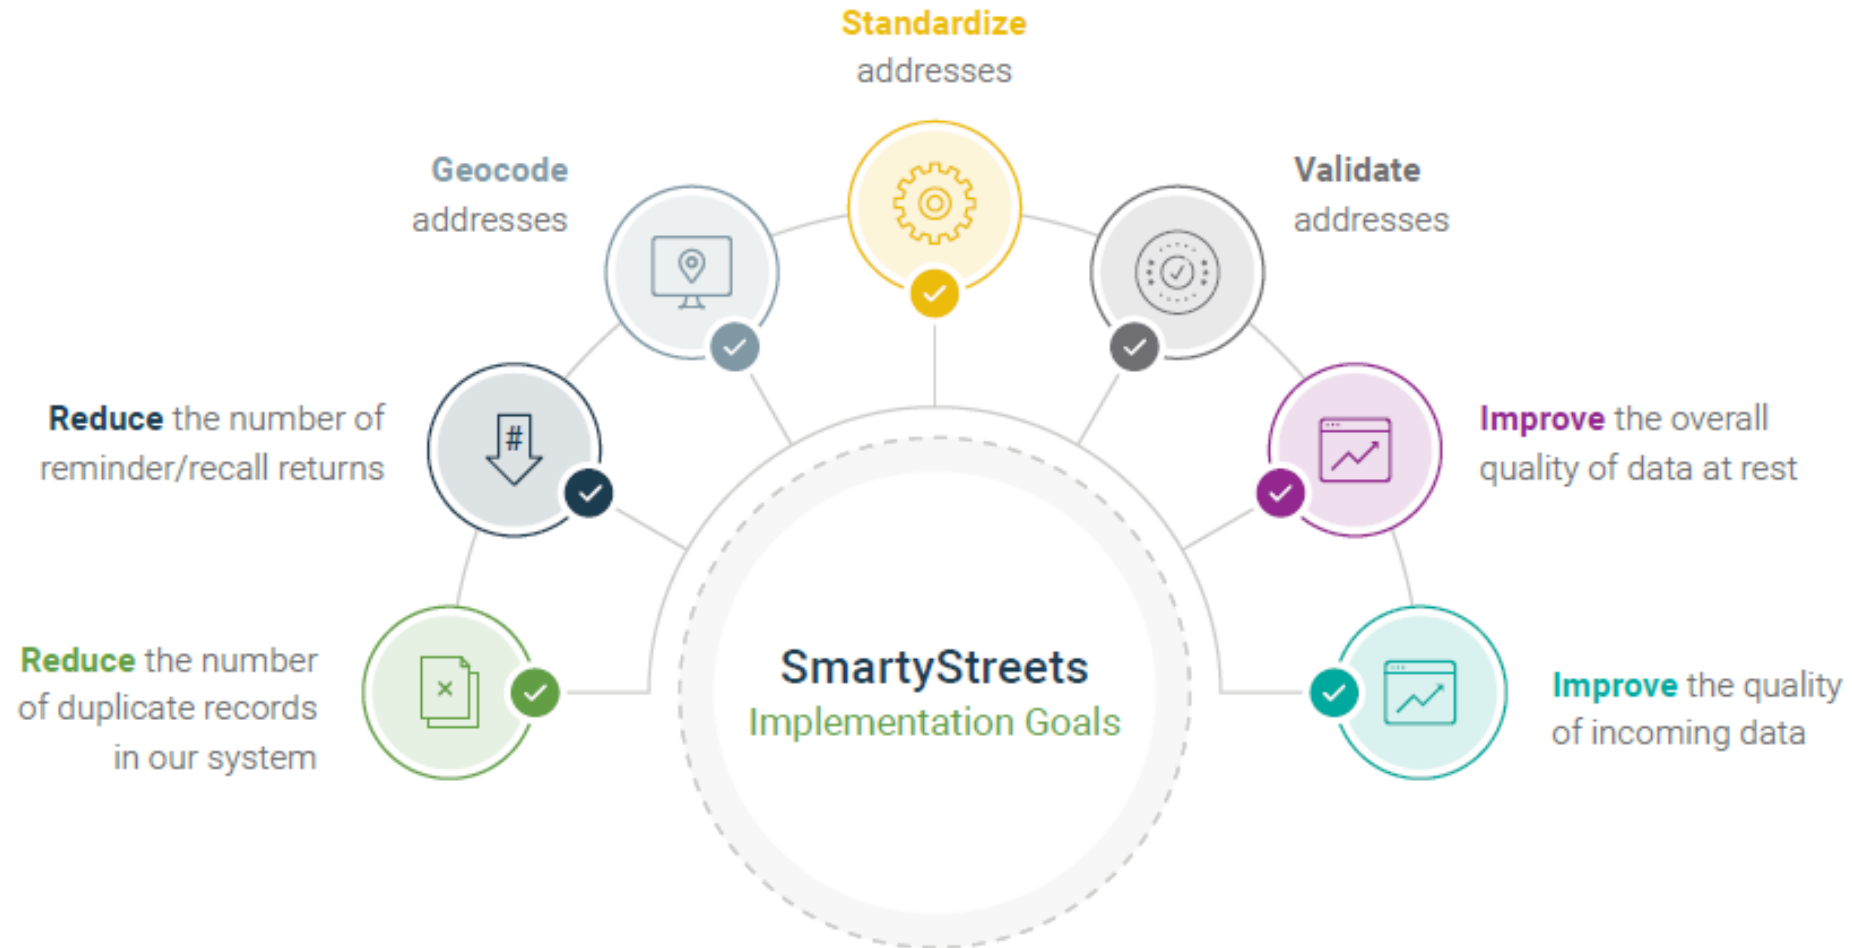 Standardize
addresses
Geocode
addresses
Validate
addresses
Reduce the number of
reminder/recall returns
#
Improve the overall
quality of data at rest
Reduce the number
of duplicate records
in our system
SmartyStreets
Implementation Goals
Improve the quality
of incoming data